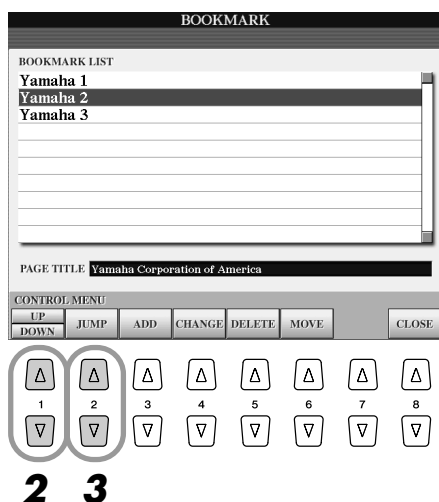 BOOKMARK
BOOKMARK LIST
Yamaha 1
Yamaha 2
Yamaha 3
PAGE TITLE Yamaha Corporation of America
CONTROL MENU
UP DOWN JUMP ADD CHANGE DELETE MOVE CLOSE
1 2 3 4 5 6 7 8
2 3